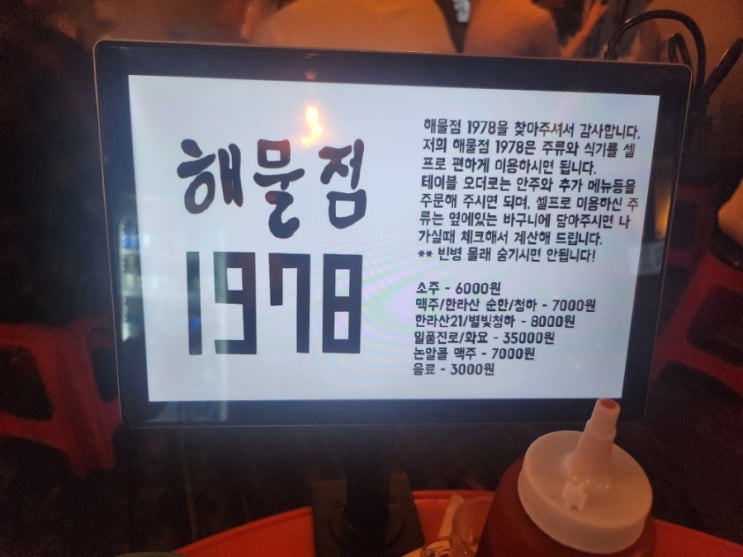 해물점
1978
해물점 1978을 찾아주셔서 감사합니다.
저희 해물점 1978은 주류와 식기를 셀
프로 편하게 이용하시면 됩니다.
테이블 오더로는 안주와 추가 메뉴등을
주문해 주시면 되며, 셀프로 이용하신 주
류는 옆에있는 바구니에 담아주시면 나
가실때 체크해서 계산해 드립니다.
** 빈병 몰래 숨기시면 안됩니다!
소주 - 6000원
맥주/한라산 순한/청하 - 7000원
한라산21/별빛청하 - 8000원
일품진로/화요 - 35000원
논알콜 맥주 - 7000원
음료 - 3000원